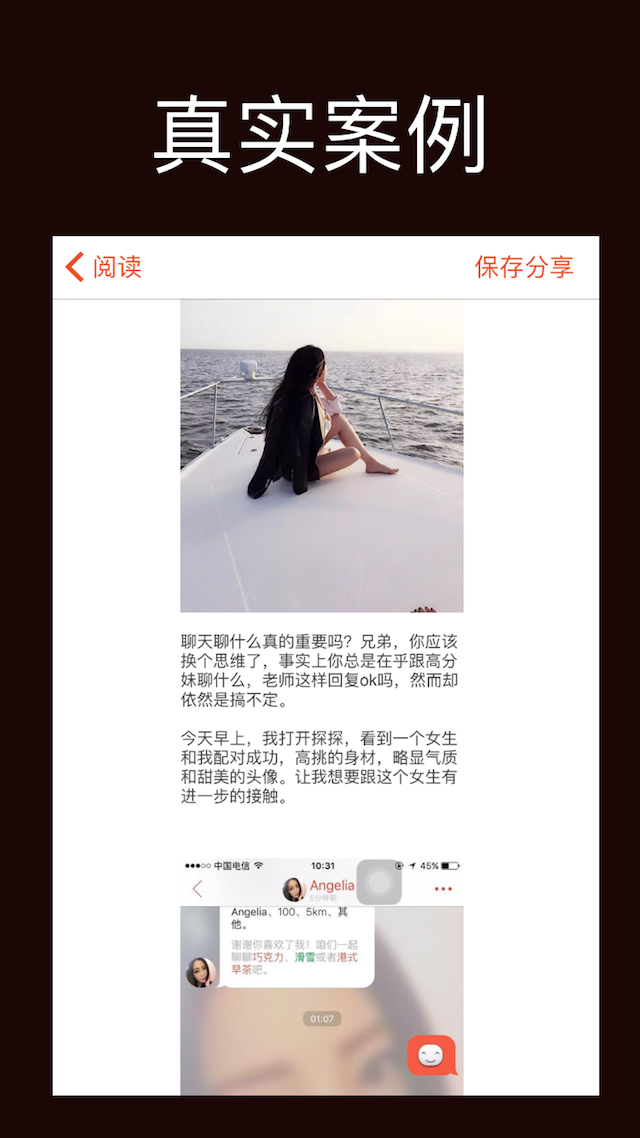 真实案例
阅读
保存分享
聊天聊什么真的重要吗？兄弟，你应该
换个思维了，事实上你总是在乎跟高分
妹聊什么，老师这样回复ok吗，然而却
依然是搞不定。
今天早上，我打开探探，看到一个女生
和我配对成功，高挑的身材，略显气质
和甜美的头像。让我想要跟这个女生有
进一步的接触。
中国电信
10:31
45%
Angelia
5分钟前
Angelia、100、5km、其
他。
谢谢你喜欢了我！咱们一起
聊聊巧克力、滑雪或者港式
早茶吧。
01:07